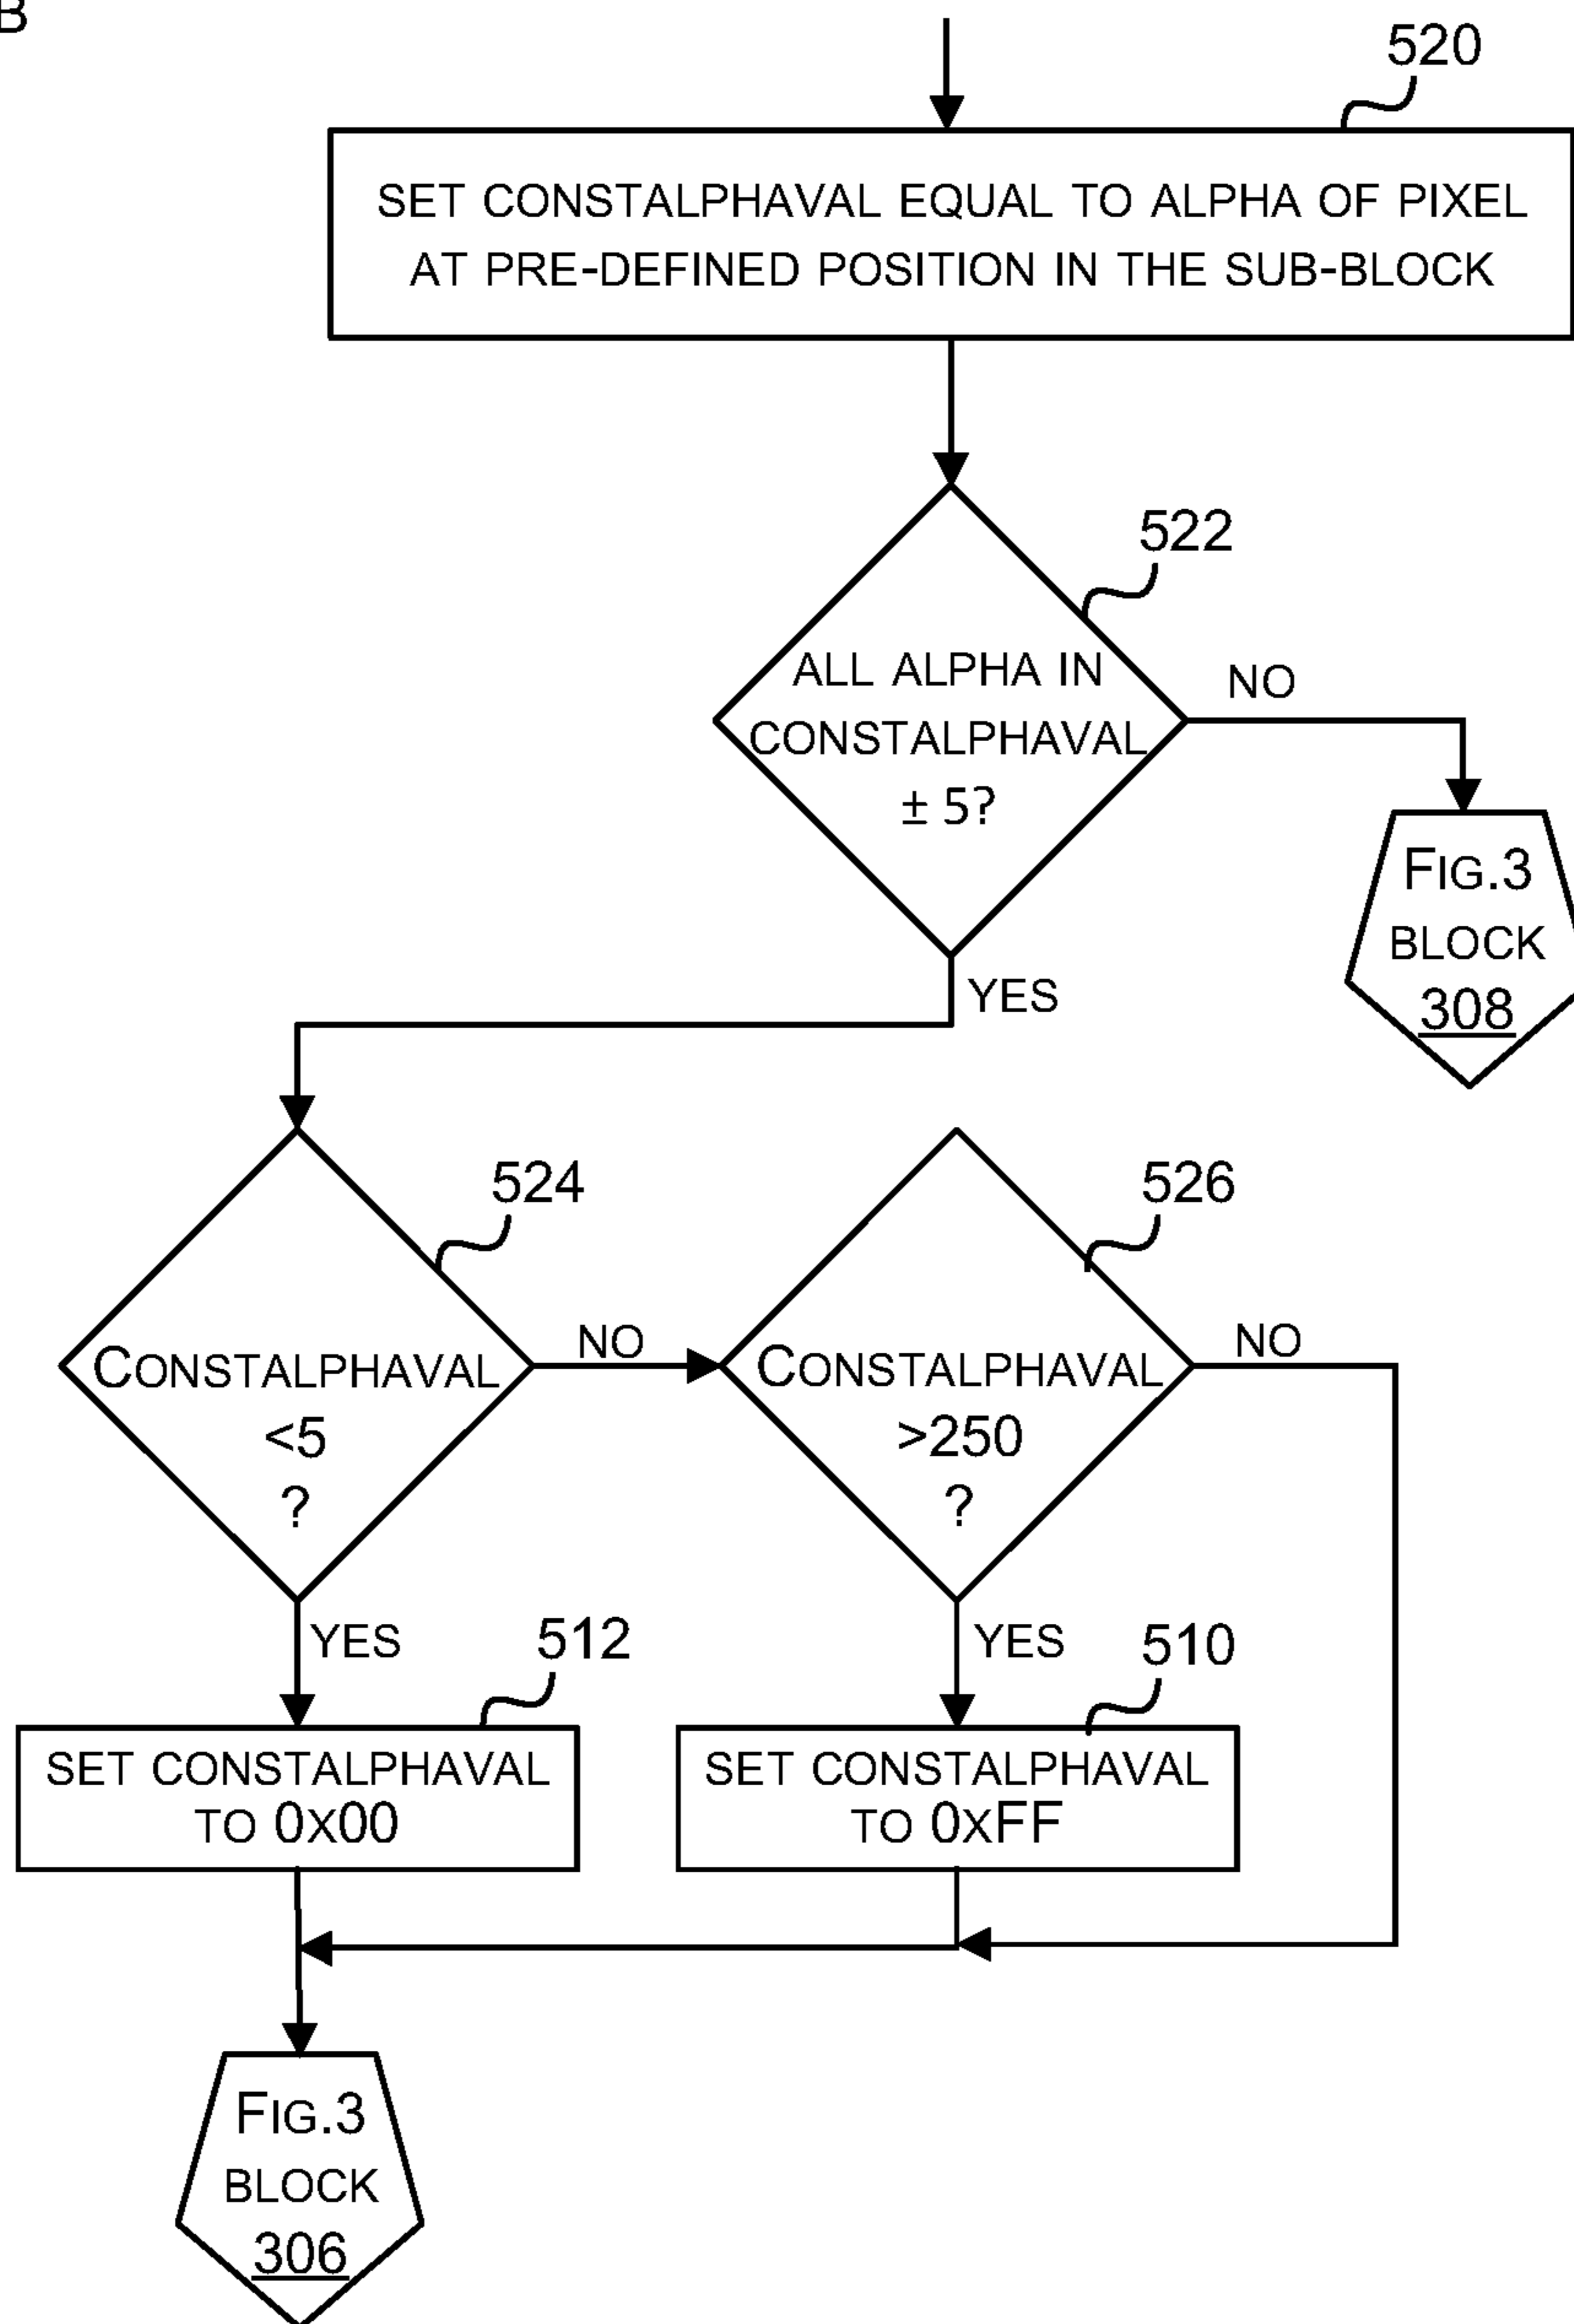 B
520
SET CONSTALPHAVAL EQUAL TO ALPHA OF PIXEL
AT PRE-DEFINED POSITION IN THE SUB-BLOCK
522
ALL ALPHA IN
CONSTALPHAVAL
± 5?
NO
FIG.3
BLOCK
308
YES
524
CONSTALPHAVAL
<5
?
NO
526
CONSTALPHAVAL
>250
?
NO
YES
512
SET CONSTALPHAVAL
TO 0X00
YES
510
SET CONSTALPHAVAL
TO 0XFF
FIG.3
BLOCK
306